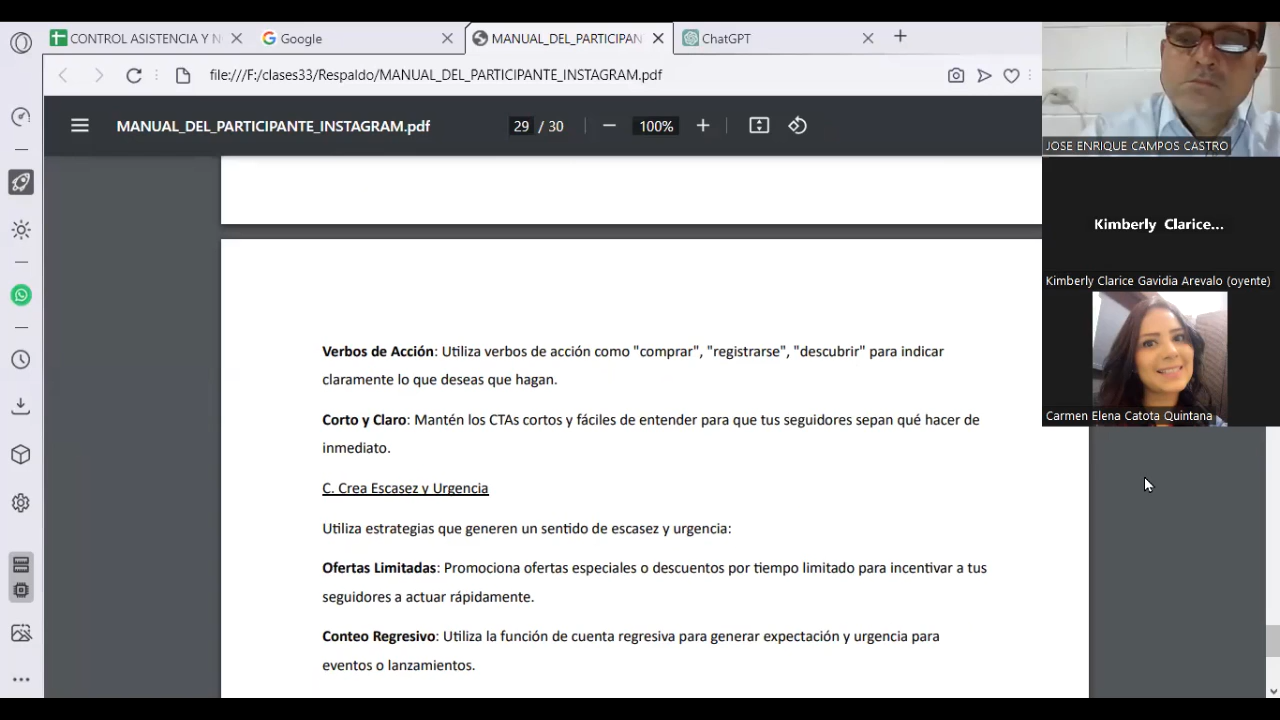 CONTROL ASISTENCIA Y N
Google
MANUAL_DEL_PARTICIPAN
ChatGPT
file:///F:/clases33/Respaldo/MANUAL_DEL_PARTICIPANTE_INSTAGRAM.pdf
MANUAL_DEL_PARTICIPANTE_INSTAGRAM.pdf
29 / 30
100%
JOSE ENRIQUE CAMPOS CASTRO
Kimberly Clarice...
Kimberly Clarice Gavidia Arevalo (oyente)
Carmen Elena Catota Quintana
Verbos de Acción: Utiliza verbos de acción como "comprar", "registrarse", "descubrir" para indicar
claramente lo que deseas que hagan.
Corto y Claro: Mantén los CTAs cortos y fáciles de entender para que tus seguidores sepan qué hacer de
inmediato.
C. Crea Escasez y Urgencia
Utiliza estrategias que generen un sentido de escasez y urgencia:
Ofertas Limitadas: Promociona ofertas especiales o descuentos por tiempo limitado para incentivar a tus
seguidores a actuar rápidamente.
Conteo Regresivo: Utiliza la función de cuenta regresiva para generar expectación y urgencia para
eventos o lanzamientos.